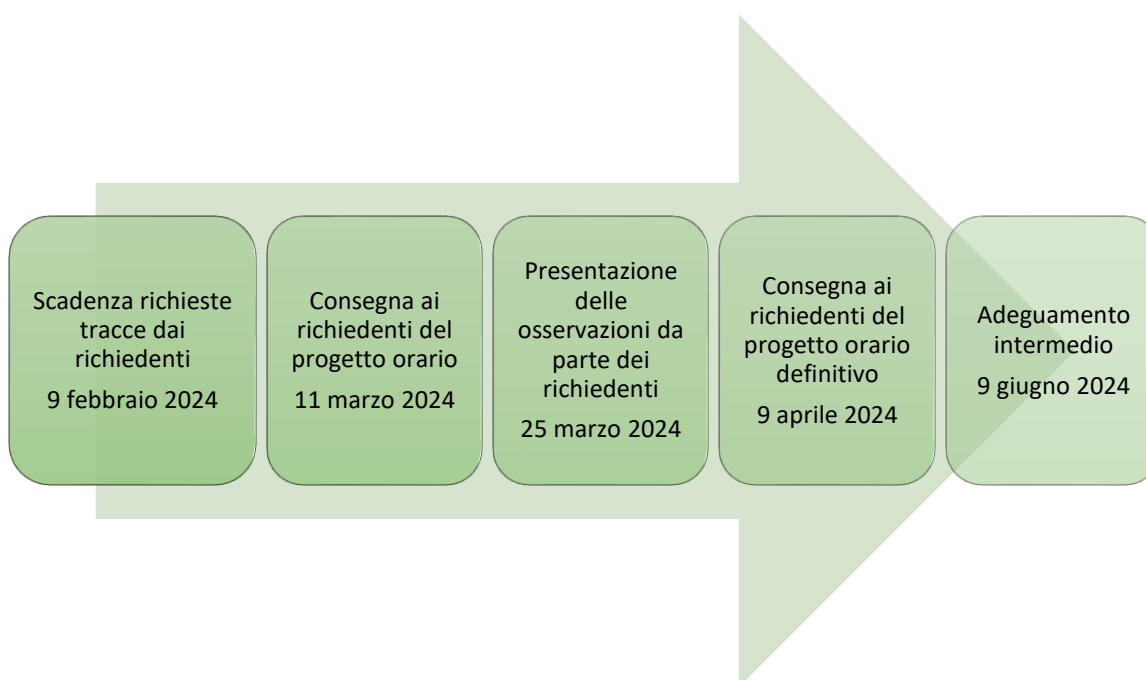 Scadenza richieste
tracce dai
richiedenti
9 febbraio 2024
Consegna ai
richiedenti del
progetto orario
11 marzo 2024
Presentazione
delle
osservazioni da
parte dei
richiedenti
25 marzo 2024
Consegna ai
richiedenti del
progetto orario
definitivo
9 aprile 2024
Adeguamento
intermedio
9 giugno 2024